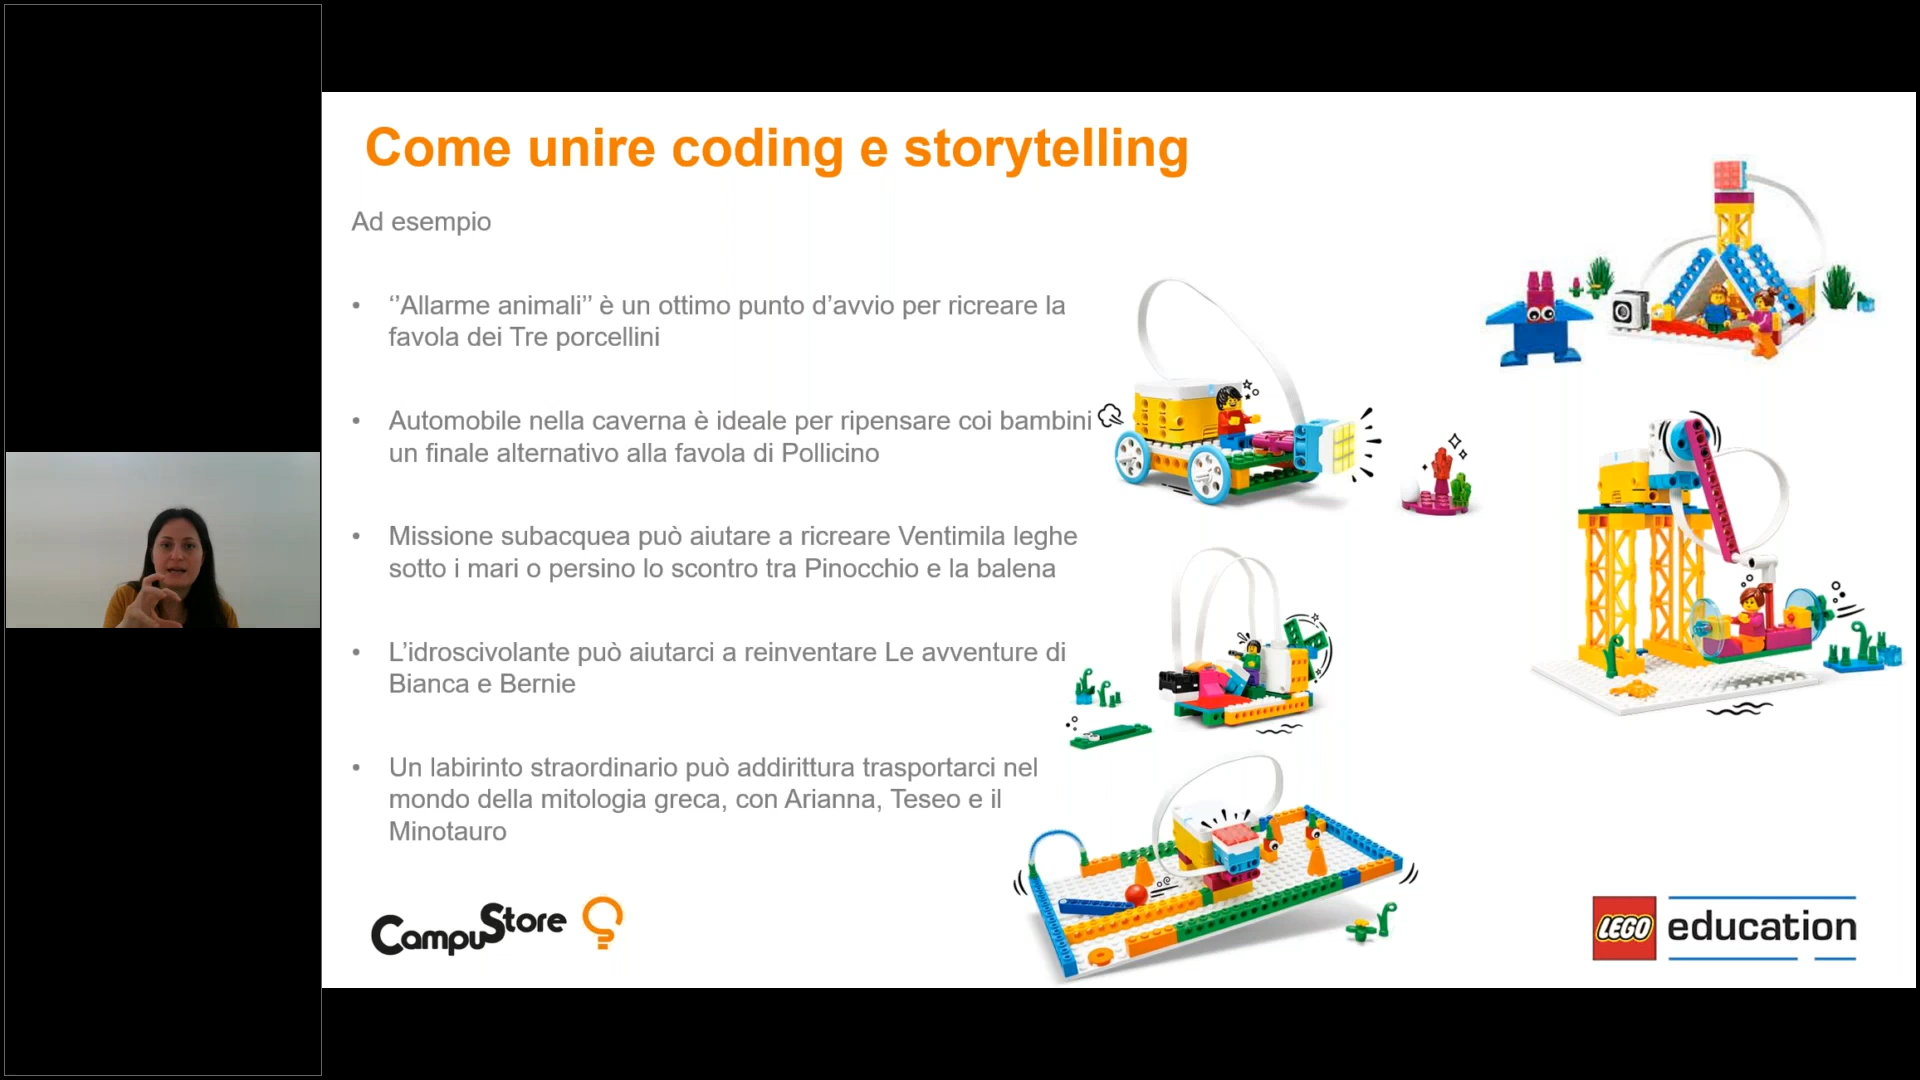 Come unire coding e storytelling
Ad esempio
• ‘’Allarme animali’’ è un ottimo punto d’avvio per ricreare la
favola dei Tre porcellini
• Automobile nella caverna è ideale per ripensare coi bambini
un finale alternativo alla favola di Pollicino
• Missione subacquea può aiutare a ricreare Ventimila leghe
sotto i mari o persino lo scontro tra Pinocchio e la balena
• L’idroscivolante può aiutarci a reinventare Le avventure di
Bianca e Bernie
• Un labirinto straordinario può addirittura trasportarci nel
mondo della mitologia greca, con Arianna, Teseo e il
Minotauro
CampuStore
LEGO education